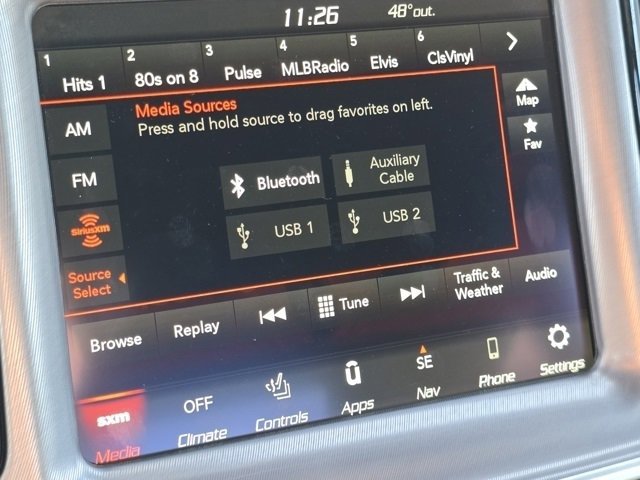 11:26 48° out.
1 Hits 1 2 80s on 8 3 Pulse 4 MLBRadio 5 Elvis 6 ClsVinyl
Media Sources
Press and hold source to drag favorites on left.
AM
FM
SiriusXM
Source
Select
Bluetooth
Auxiliary
Cable
USB 1
USB 2
Map
Fav
Browse Replay Tune
Traffic &
Weather
Audio
sxm
Media
OFF
Climate
Controls
Apps
SE
Nav
Phone
Settings